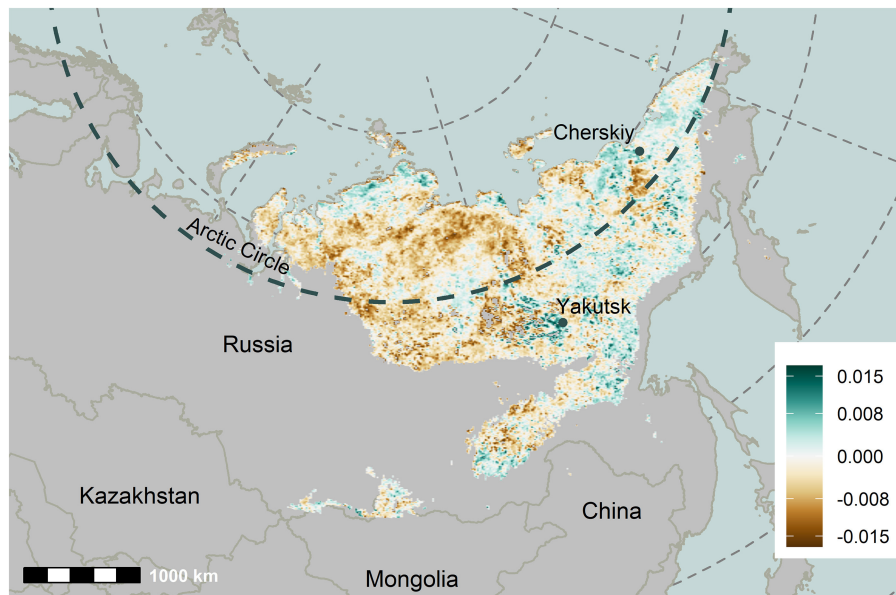 Cherskiy
Arctic Circle
Yakutsk
Russia
0.015
0.008
0.000
-0.008
-0.015
Kazakhstan
China
1000 km
Mongolia